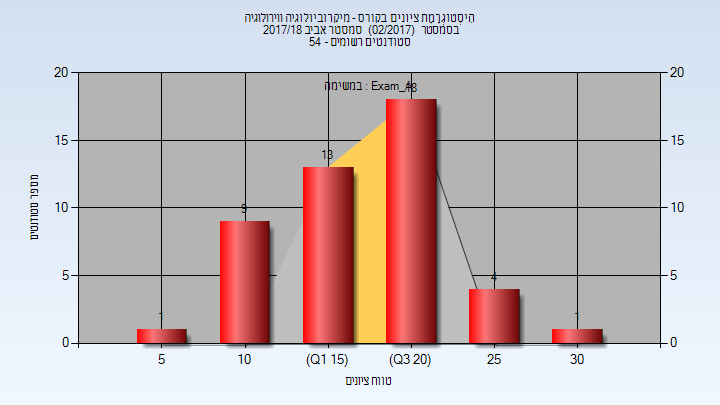 היסטוגרמת ציונים בקורס - מיקרוביולוגיה ווירולוגיה
בסמסטר (02/2017) סמסטר אביב 2017/18
סטודנטים רשומים - 54
במשימה : Exam_A
20
15
10
5
0
20
15
10
5
0
מספר סטודנטים
1
9
13
18
4
1
5
10
(Q1 15)
(Q3 20)
25
30
טווח ציונים